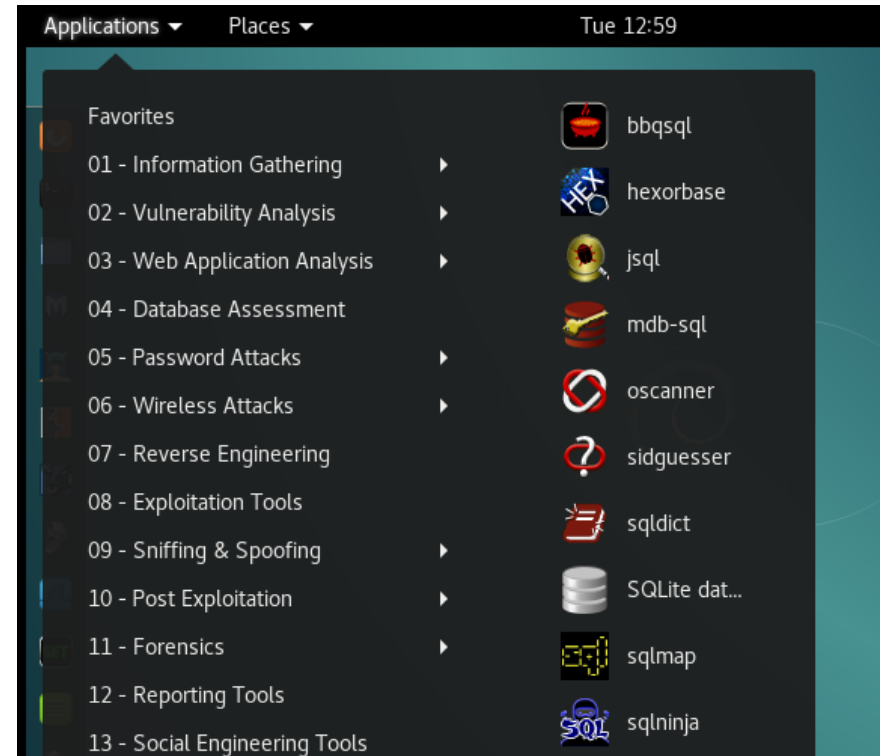 Applications Places Tue 12:59
Favorites
01 - Information Gathering
02 - Vulnerability Analysis
03 - Web Application Analysis
04 - Database Assessment
05 - Password Attacks
06 - Wireless Attacks
07 - Reverse Engineering
08 - Exploitation Tools
09 - Sniffing & Spoofing
10 - Post Exploitation
11 - Forensics
12 - Reporting Tools
13 - Social Engineering Tools
bbqsql
HEX
hexorbase
jsql
mdb-sql
oscanner
sidguesser
sqldict
SQLite dat...
sql
sqlmap
SQL
sqlninja